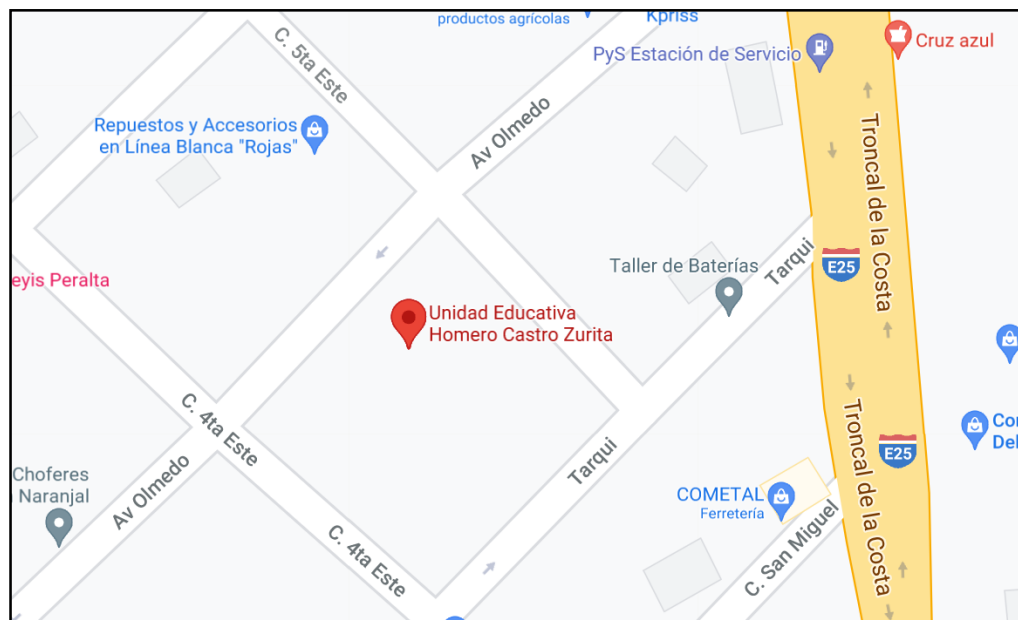 productos agrícolas
Kpriss
C. 5ta Este
PyS Estación de Servicio
Cruz azul
Repuestos y Accesorios
en Línea Blanca "Rojas"
Av Olmedo
Troncal de la Costa
eyis Peralta
Taller de Baterías
Tarqui
E25
Unidad Educativa
Homero Castro Zurita
C. 4ta Este
Tarqui
Troncal de la Costa
E25
Cor
Del
Choferes
Naranjal
Av Olmedo
C. 4ta Este
COMETAL
Ferretería
C. San Miguel